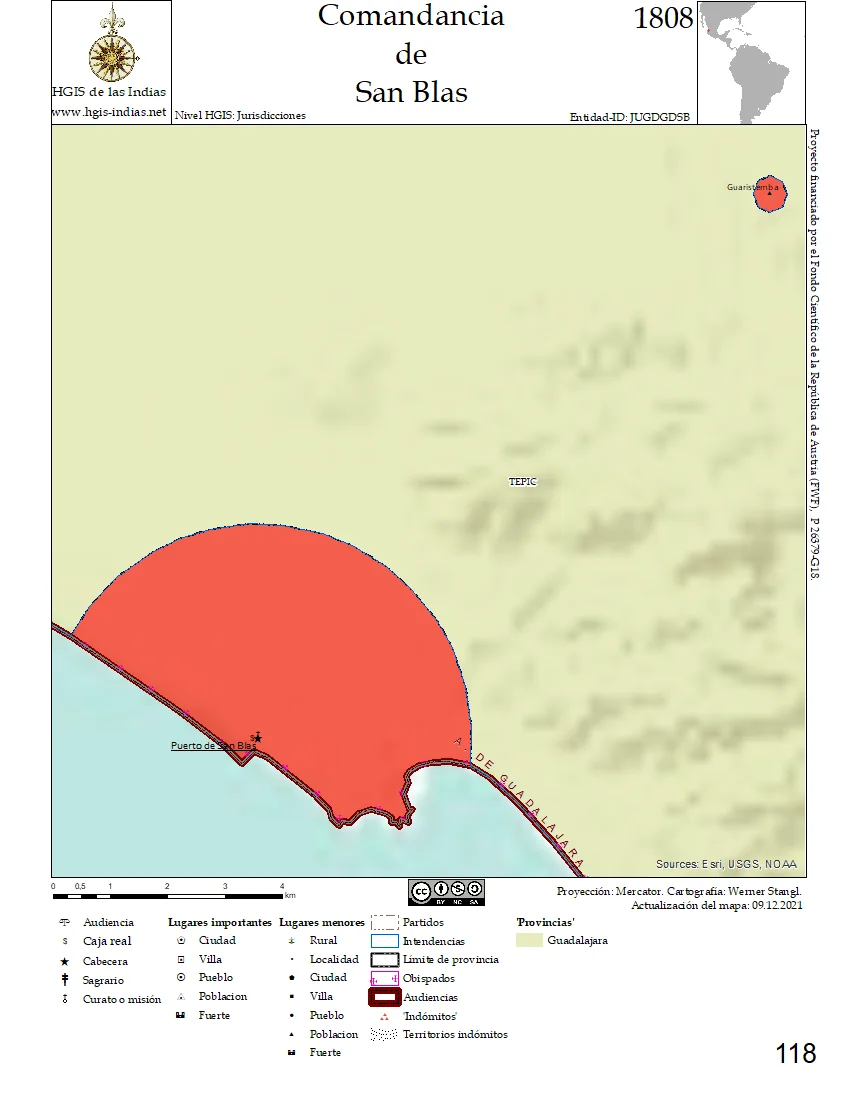 Comandancia
de
San Blas
1808
HGIS de las Indias
www.hgis-indias.net
Nivel HGIS: Jurisdicciones
Entidad-ID: JUGDGDSB
Proyecto financiado por el Fondo Científico de la República de Austria (FWF), P 26379-G18.
Guaristemba
TEPIC
$
Puerto de San Blas
A. DE GUADALAJARA
Sources: Esri, USGS, NOAA
0 0,5 1 2 3 4
km
CC BY NC SA
Proyección: Mercator. Cartografía: Werner Stangl.
Actualización del mapa: 09.12.2021
Audiencia
$ Caja real
Cabecera
Sagrario
Curato o misión
Lugares importantes
Ciudad
Villa
Pueblo
Poblacion
Fuerte
Lugares menores
Rural
Localidad
Ciudad
Villa
Pueblo
Poblacion
Fuerte
Partidos
Intendencias
Límite de provincia
Obispados
Audiencias
'Indómitos'
Territorios indómitos
'Provincias'
Guadalajara
118